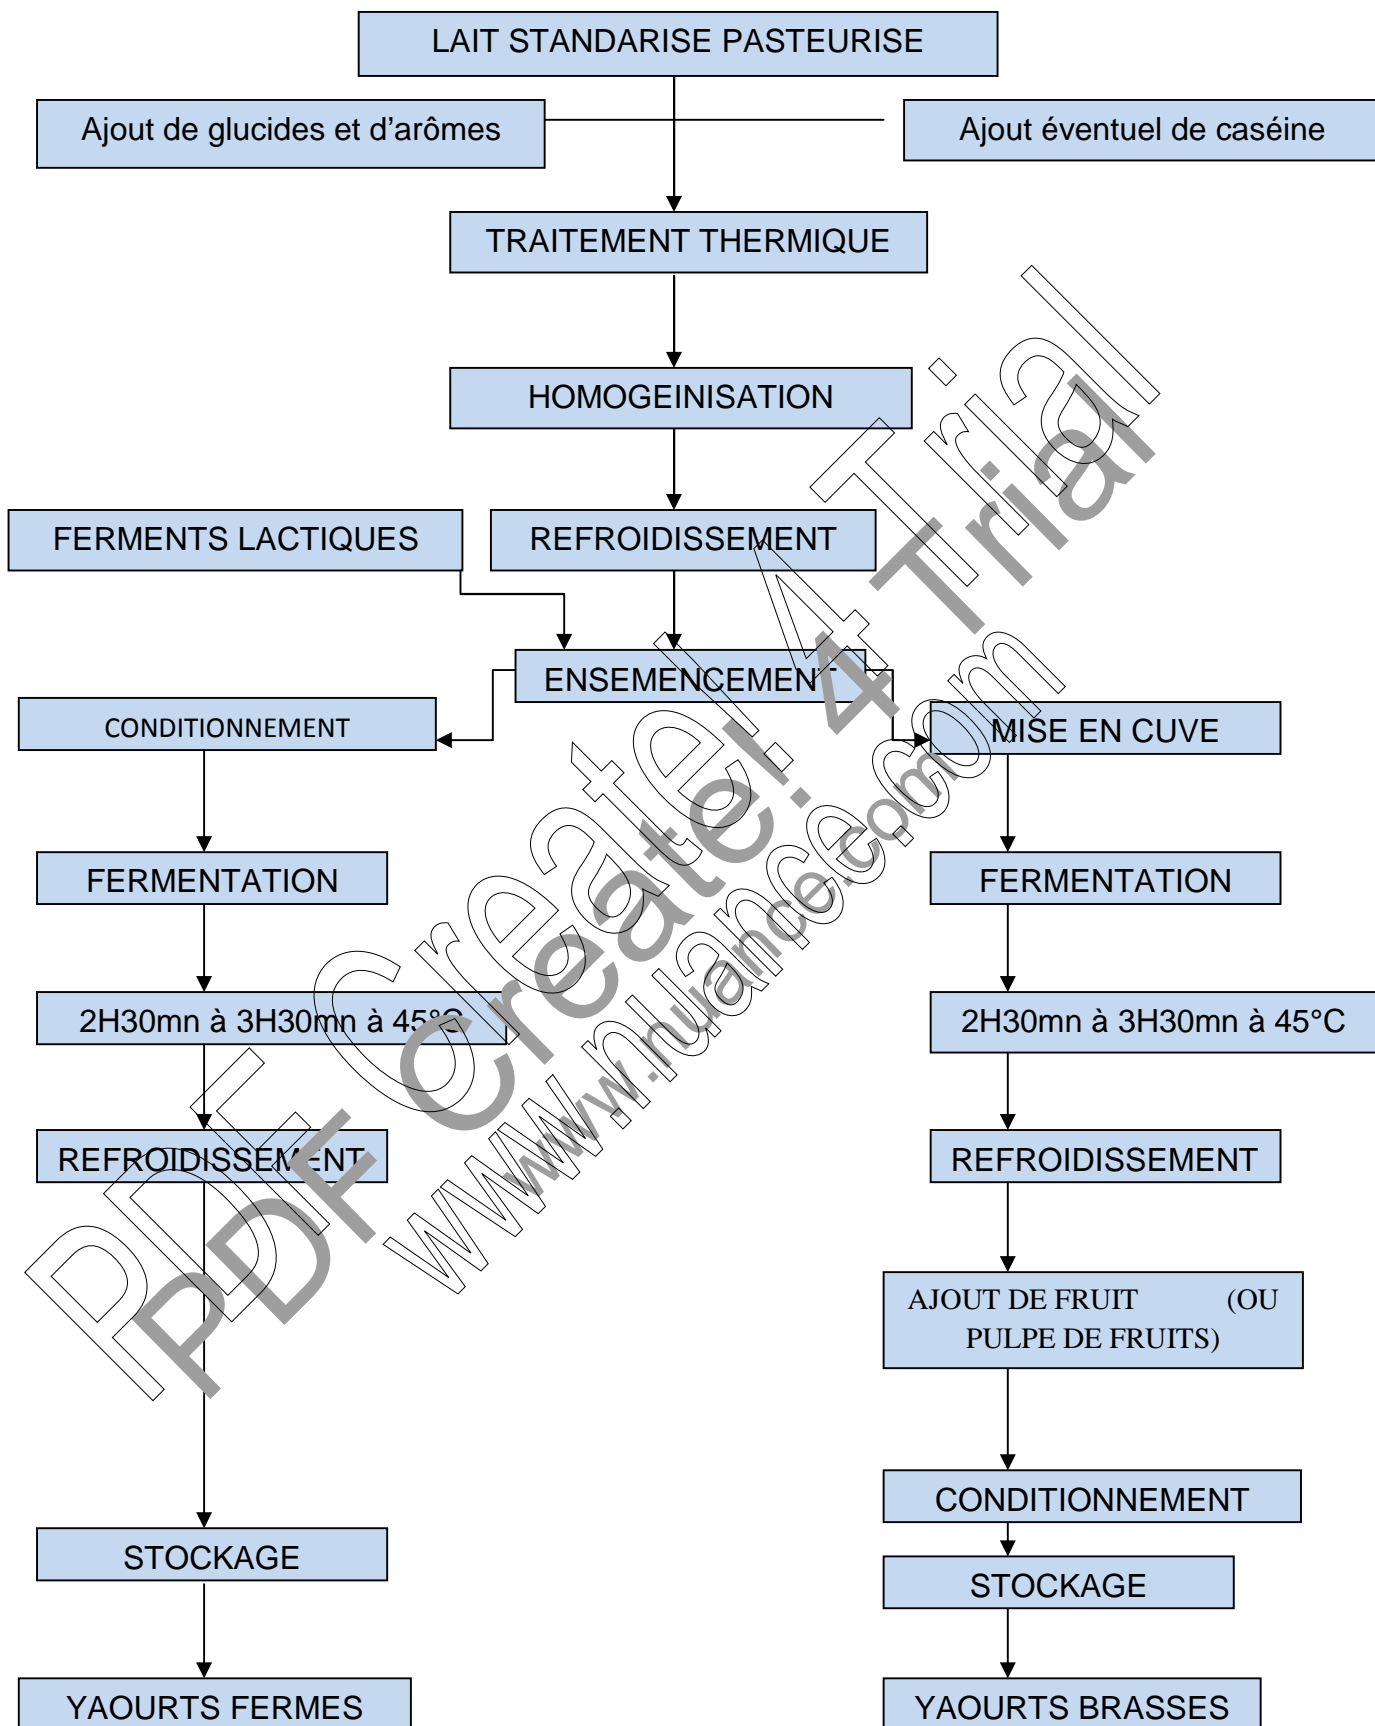 LAIT STANDARISE PASTEURISE
Ajout de glucides et d’arômes
Ajout éventuel de caséine
TRAITEMENT THERMIQUE
HOMOGEINISATION
FERMENTS LACTIQUES
REFROIDISSEMENT
ENSEMENCEMENT
CONDITIONNEMENT
MISE EN CUVE
FERMENTATION
FERMENTATION
2H30mn à 3H30mn à 45°C
2H30mn à 3H30mn à 45°C
REFROIDISSEMENT
REFROIDISSEMENT
AJOUT DE FRUIT (OU
PULPE DE FRUITS)
CONDITIONNEMENT
STOCKAGE
STOCKAGE
YAOURTS FERMES
YAOURTS BRASSES
PDF Create! 4 Trial
www.nuance.com